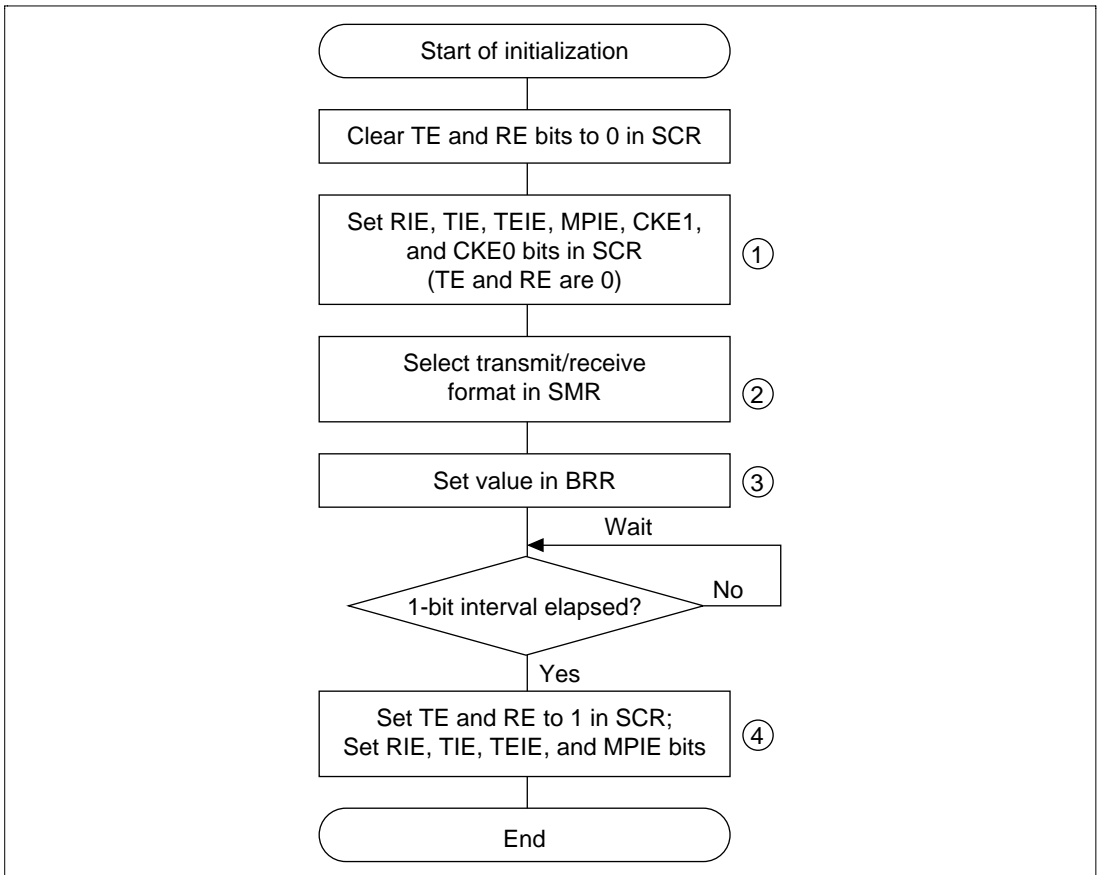 Start of initialization
Clear TE and RE bits to 0 in SCR
Set RIE, TIE, TEIE, MPIE, CKE1,
and CKE0 bits in SCR
(TE and RE are 0)
1
Select transmit/receive
format in SMR
2
Set value in BRR
3
Wait
1-bit interval elapsed?
No
Yes
Set TE and RE to 1 in SCR;
Set RIE, TIE, TEIE, and MPIE bits
4
End